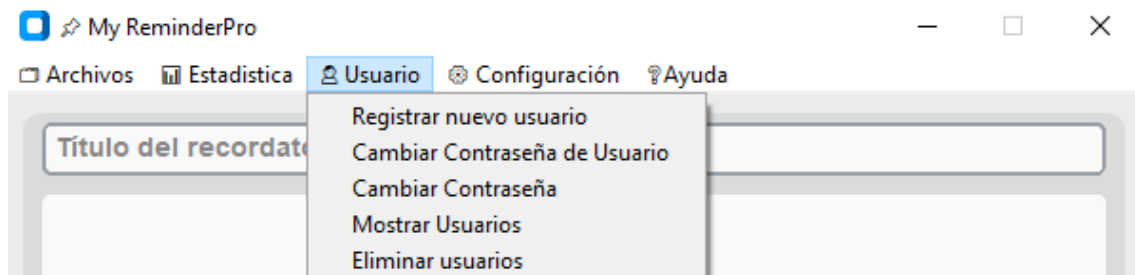 My ReminderPro
Archivos Estadistica Usuario Configuración Ayuda
Registrar nuevo usuario
Título del recordato
Cambiar Contraseña de Usuario
Cambiar Contraseña
Mostrar Usuarios
Eliminar usuarios